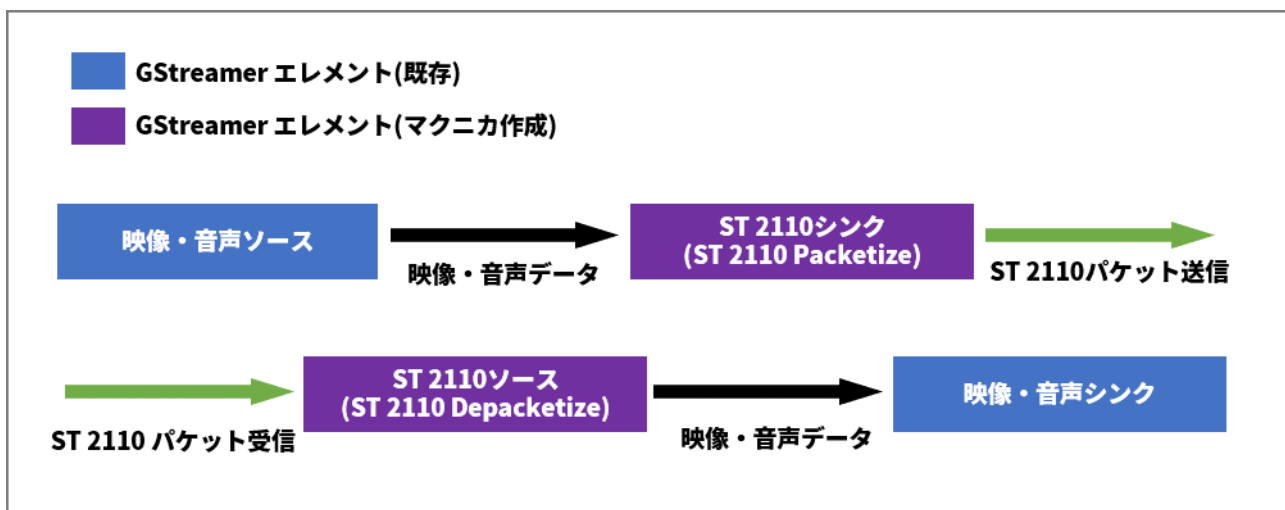 GStreamer エレメント(既存)
GStreamer エレメント(マクニカ作成)
映像・音声ソース
映像・音声データ
ST 2110シンク
(ST 2110 Packetize)
ST 2110パケット送信
ST 2110 パケット受信
ST 2110ソース
(ST 2110 Depacketize)
映像・音声データ
映像・音声シンク